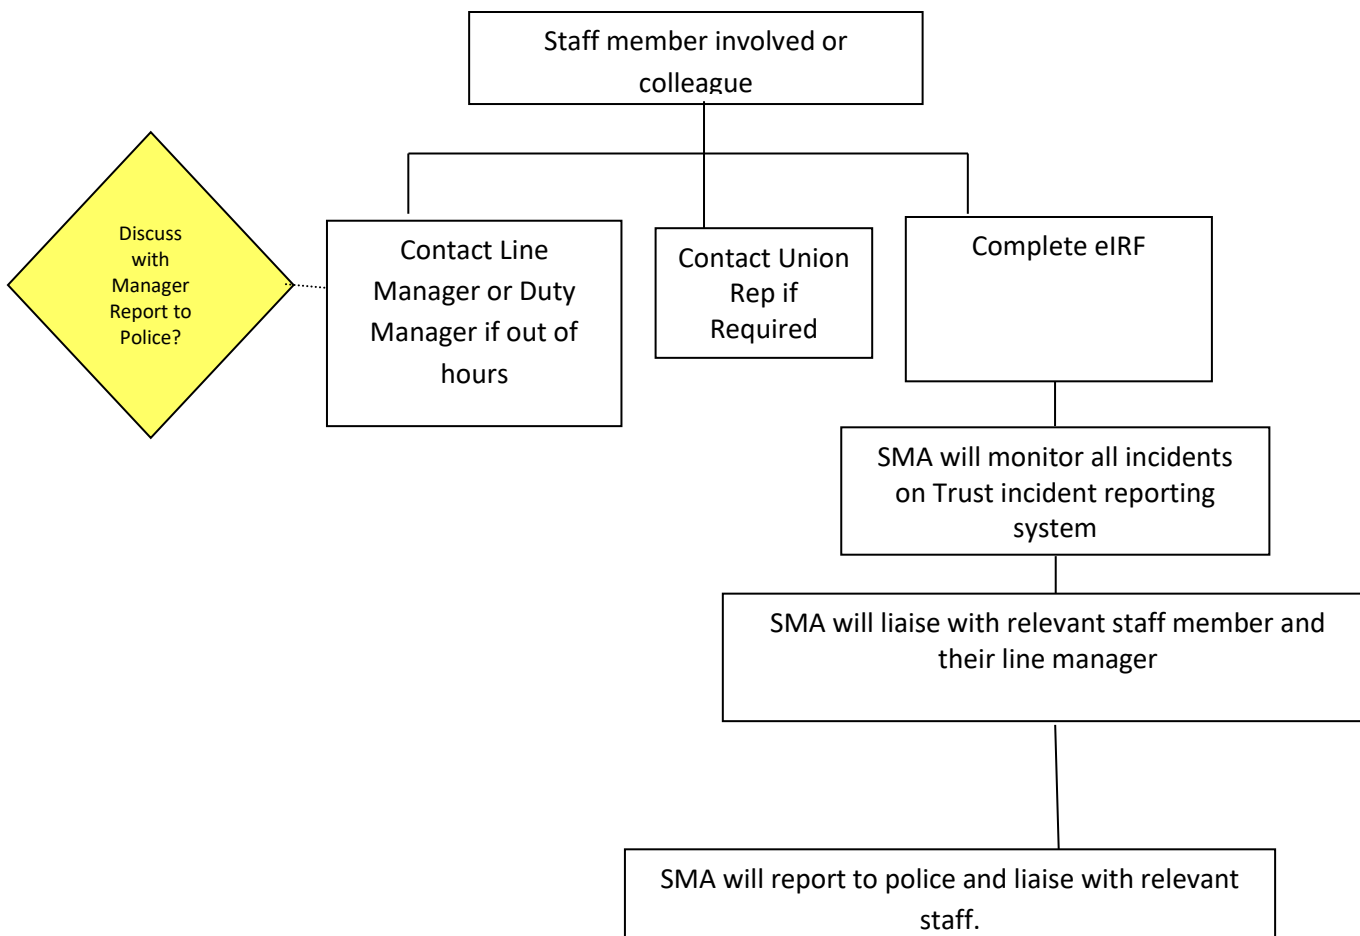 Staff member involved or
colleague
Discuss
with
Manager
Report to
Police?
Contact Line
Manager or Duty
Manager if out of
hours
Contact Union
Rep if
Required
Complete eIRF
SMA will monitor all incidents
on Trust incident reporting
system
SMA will liaise with relevant staff member and
their line manager
SMA will report to police and liaise with relevant
staff.